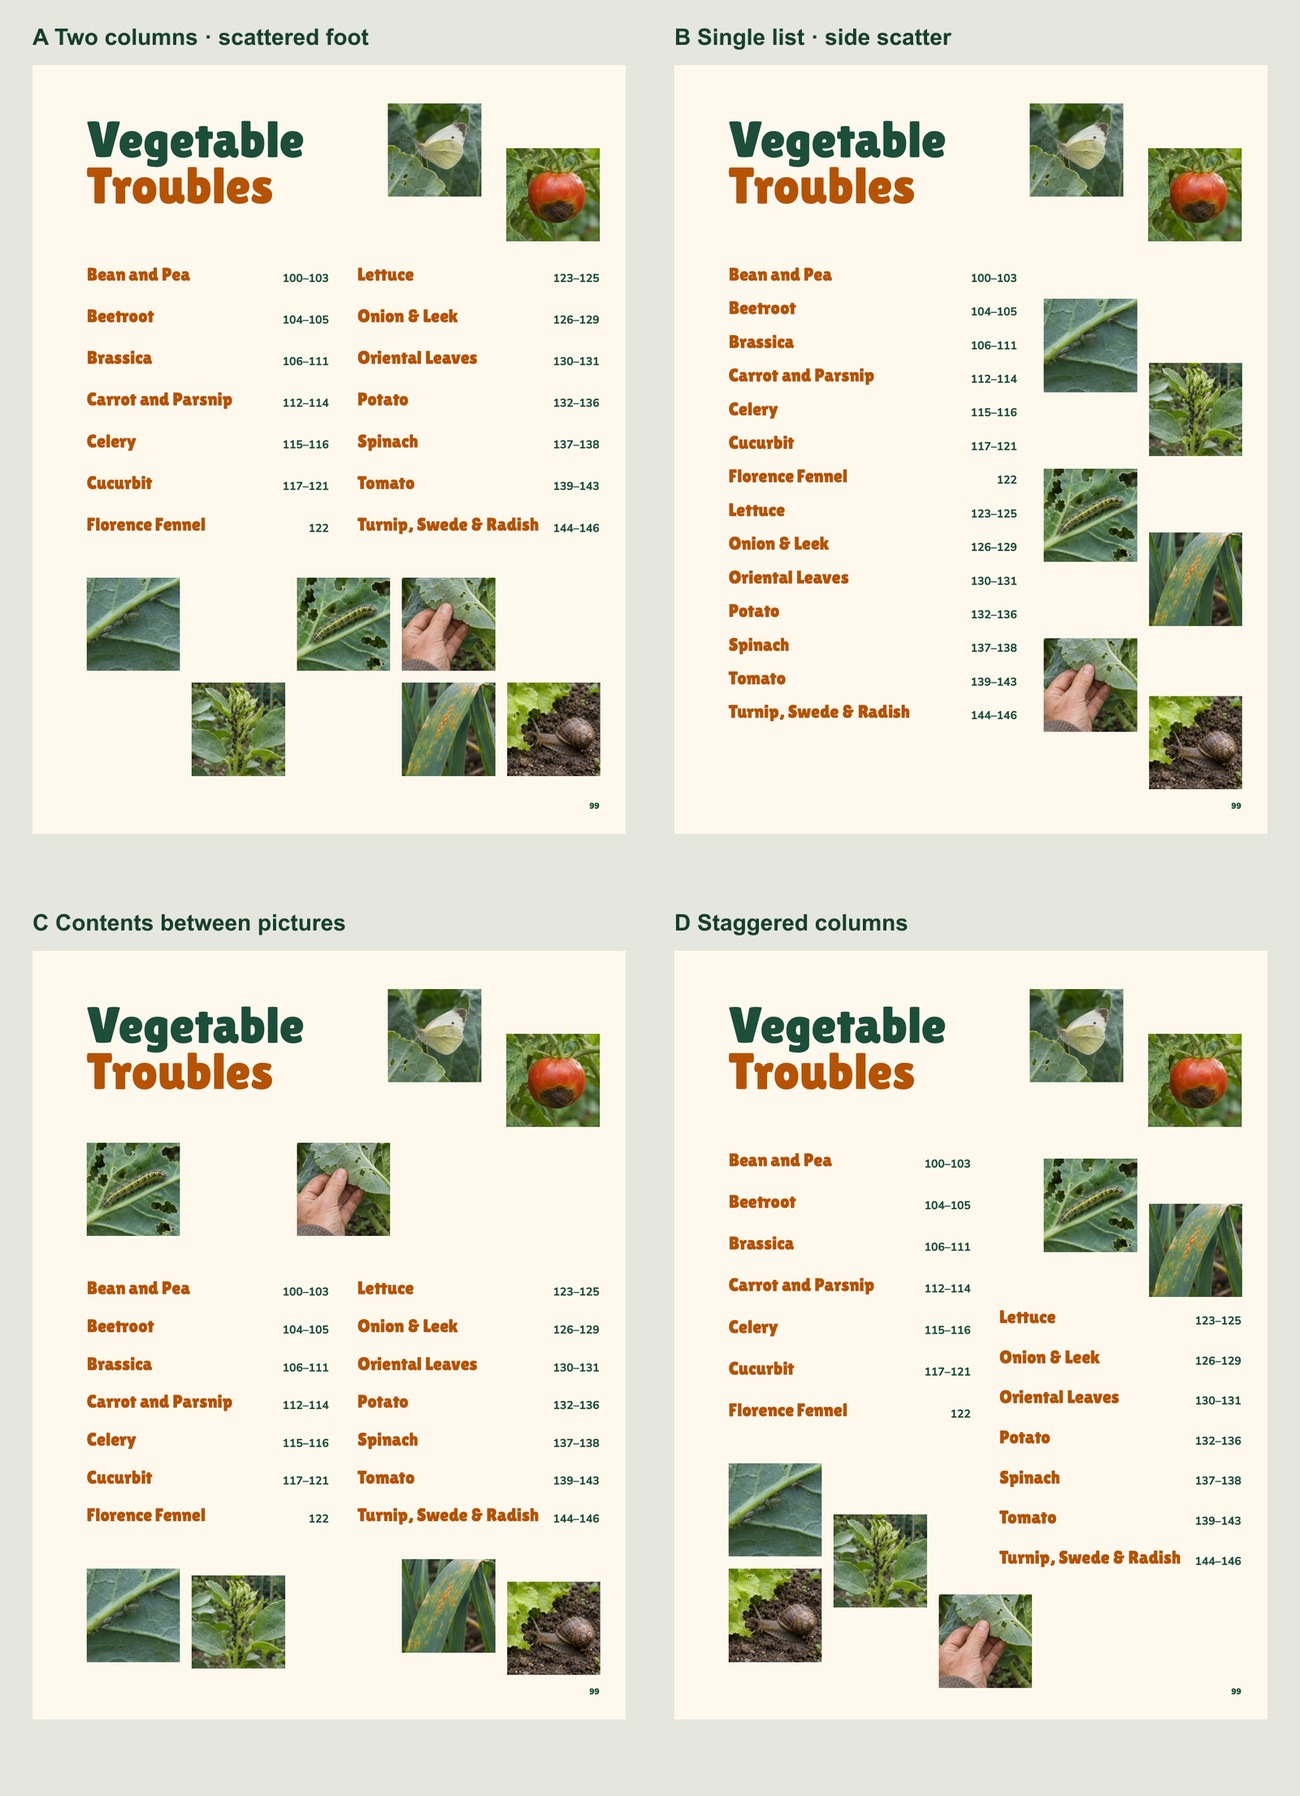 A Two columns · scattered foot
Vegetable
Troubles
Bean and Pea 100–103
Beetroot 104–105
Brassica 106–111
Carrot and Parsnip 112–114
Celery 115–116
Cucurbit 117–121
Florence Fennel 122
Lettuce 123–125
Onion & Leek 126–129
Oriental Leaves 130–131
Potato 132–136
Spinach 137–138
Tomato 139–143
Turnip, Swede & Radish 144–146
99
B Single list · side scatter
Vegetable
Troubles
Bean and Pea 100–103
Beetroot 104–105
Brassica 106–111
Carrot and Parsnip 112–114
Celery 115–116
Cucurbit 117–121
Florence Fennel 122
Lettuce 123–125
Onion & Leek 126–129
Oriental Leaves 130–131
Potato 132–136
Spinach 137–138
Tomato 139–143
Turnip, Swede & Radish 144–146
99
C Contents between pictures
Vegetable
Troubles
Bean and Pea 100–103
Beetroot 104–105
Brassica 106–111
Carrot and Parsnip 112–114
Celery 115–116
Cucurbit 117–121
Florence Fennel 122
Lettuce 123–125
Onion & Leek 126–129
Oriental Leaves 130–131
Potato 132–136
Spinach 137–138
Tomato 139–143
Turnip, Swede & Radish 144–146
99
D Staggered columns
Vegetable
Troubles
Bean and Pea 100–103
Beetroot 104–105
Brassica 106–111
Carrot and Parsnip 112–114
Celery 115–116
Cucurbit 117–121
Florence Fennel 122
Lettuce 123–125
Onion & Leek 126–129
Oriental Leaves 130–131
Potato 132–136
Spinach 137–138
Tomato 139–143
Turnip, Swede & Radish 144–146
99